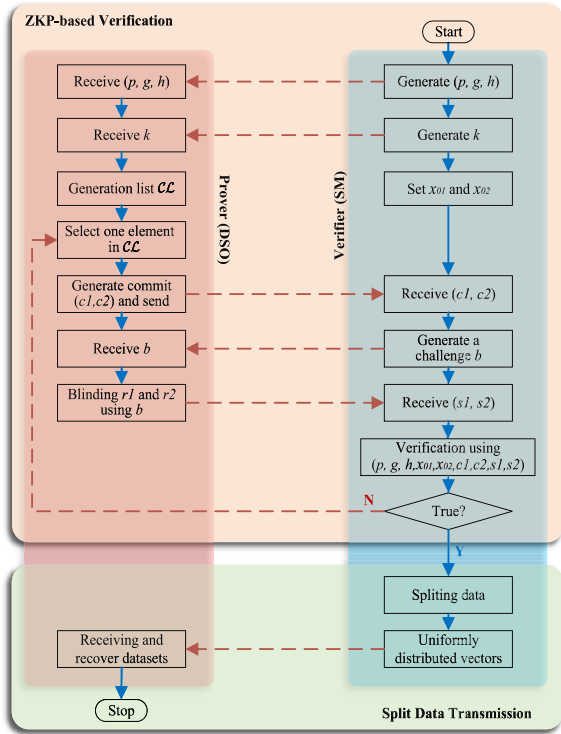 ZKP-based Verification
Start
Receive (p, g, h)
Generate (p, g, h)
Receive k
Generate k
Generation list CL
Set x01 and x02
Prover (DSO)
Verifier (SM)
Select one element
in CL
Generate commit
(c1,c2) and send
Receive (c1, c2)
Receive b
Generate a
challenge b
Blinding r1 and r2
using b
Receive (s1, s2)
Verification using
(p, g, h,x01,x02,c1,c2,s1,s2)
N
True?
Y
Spliting data
Receiving and
recover datasets
Uniformly
distributed vectors
Stop
Split Data Transmission